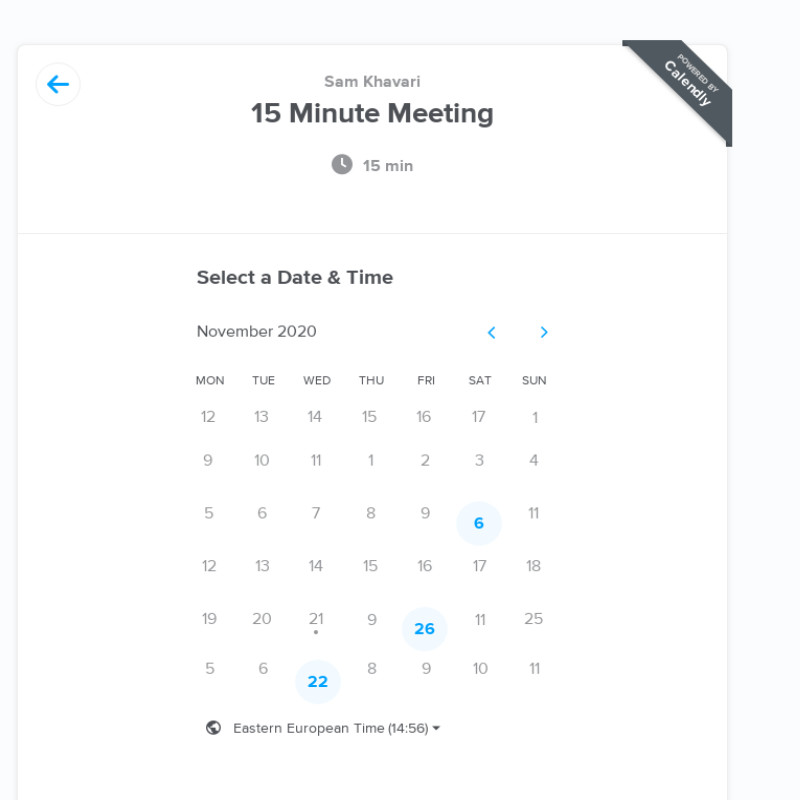 POWERED BY
Calendly
Sam Khavari
15 Minute Meeting
15 min
Select a Date & Time
November 2020
MON TUE WED THU FRI SAT SUN
12 13 14 15 16 17 1
9 10 11 1 2 3 4
5 6 7 8 9 6 11
12 13 14 15 16 17 18
19 20 21 9 26 11 25
5 6 22 8 9 10 11
Eastern European Time (14:56)